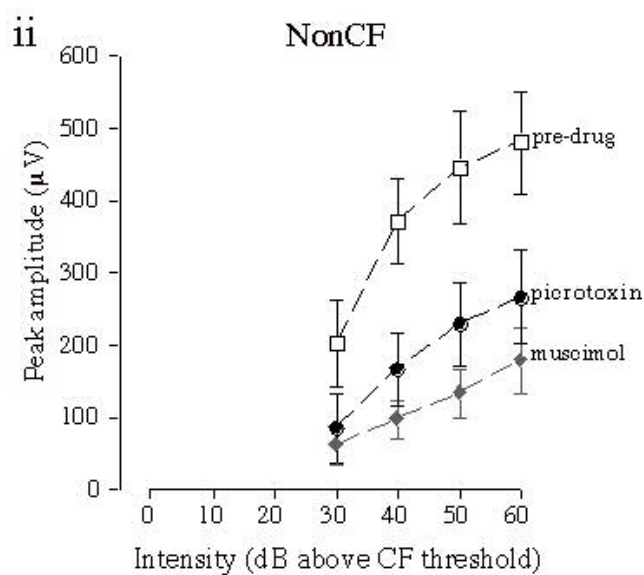 ii
NonCF
600
500
400
300
200
100
0
Peak amplitude (μV)
pre-drug
picrotoxin
muscimol
0 10 20 30 40 50 60
Intensity (dB above CF threshold)